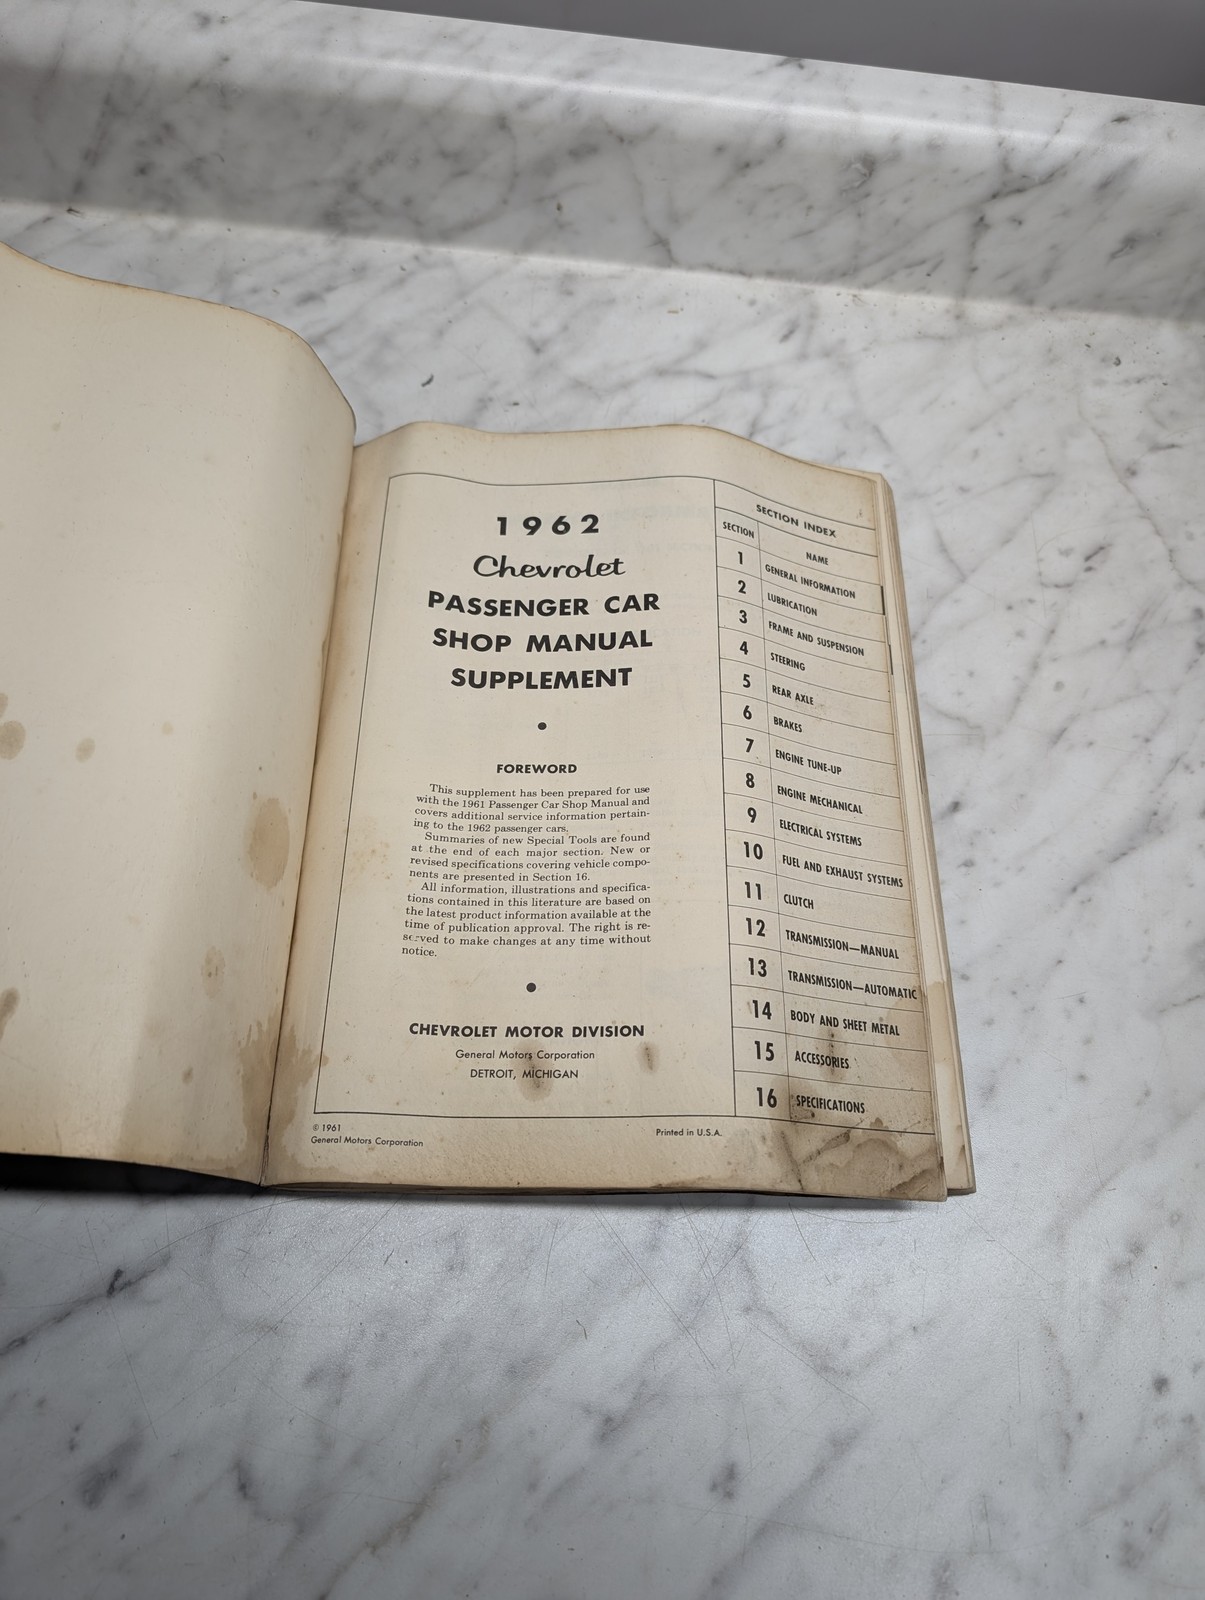 1962
Chevrolet
PASSENGER CAR
SHOP MANUAL
SUPPLEMENT
FOREWORD
This supplement has been prepared for use
with the 1961 Passenger Car Shop Manual and
covers additional service information pertain-
ing to the 1962 passenger cars.
Summaries of new Special Tools are found
at the end of each major section. New or
revised specifications covering vehicle compo-
nents are presented in Section 16.
All information, illustrations and specifica-
tions contained in this literature are based on
the latest product information available at the
time of publication approval. The right is re-
served to make changes at any time without
notice.
CHEVROLET MOTOR DIVISION
General Motors Corporation
DETROIT, MICHIGAN
© 1961
General Motors Corporation
Printed in U.S.A.
SECTION INDEX
SECTION NAME
1 GENERAL INFORMATION
2 LUBRICATION
3 FRAME AND SUSPENSION
4 STEERING
5 REAR AXLE
6 BRAKES
7 ENGINE TUNE-UP
8 ENGINE MECHANICAL
9 ELECTRICAL SYSTEMS
10 FUEL AND EXHAUST SYSTEMS
11 CLUTCH
12 TRANSMISSION—MANUAL
13 TRANSMISSION—AUTOMATIC
14 BODY AND SHEET METAL
15 ACCESSORIES
16 SPECIFICATIONS